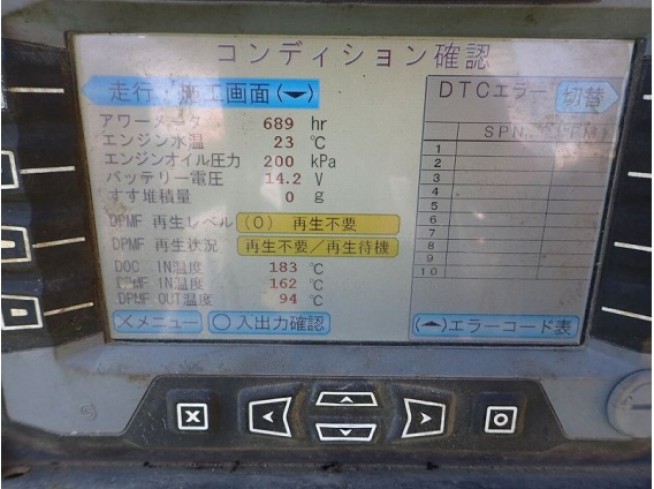 コンディション確認
走行・施工画面(▼)
アワーメータ 689 hr
エンジン水温 23 ℃
エンジンオイル圧力 200 kPa
バッテリー電圧 14.2 V
すす堆積量 0 g
DPMF 再生レベル (0) 再生不要
DPMF 再生状況 再生不要/再生待機
DOC IN温度 183 ℃
DPMF IN温度 162 ℃
DPMF OUT温度 94 ℃
×メニュー ○入出力確認
DTCエラー 切替
SPN FMI
1
2
3
4
5
6
7
8
9
10
(▲)エラーコード表